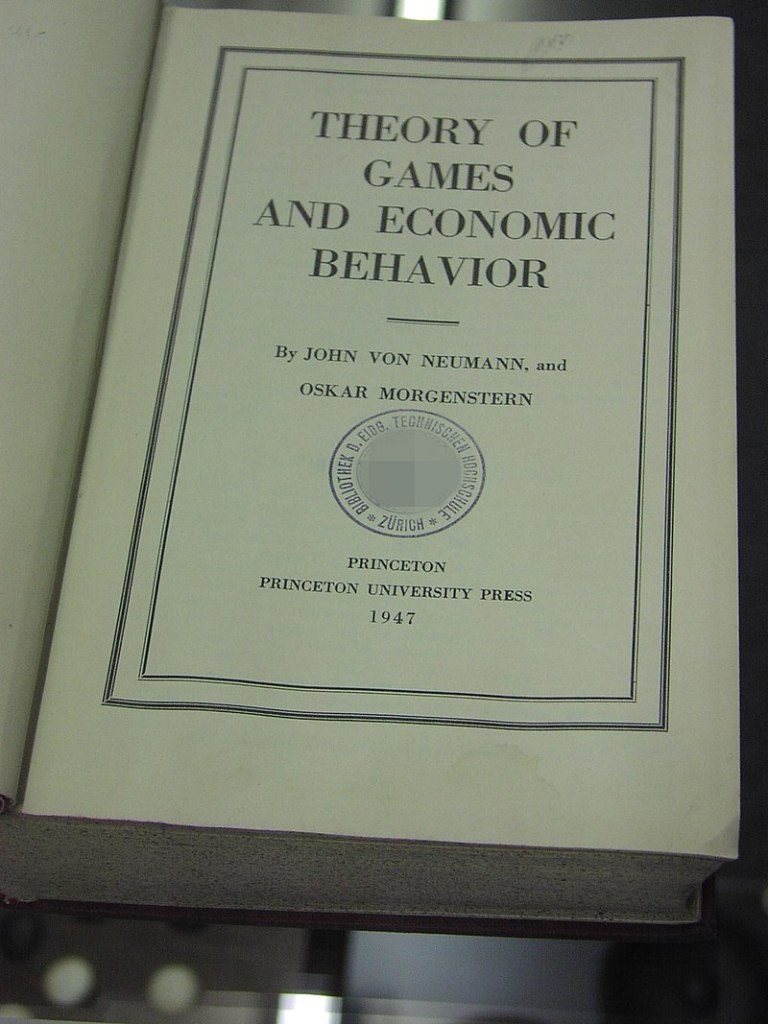 THEORY OF
GAMES
AND ECONOMIC
BEHAVIOR
By JOHN VON NEUMANN, and
OSKAR MORGENSTERN
BIBLIOTHEK D. EIDG. TECHNISCHEN HOCHSCHULE
* ZÜRICH *
PRINCETON
PRINCETON UNIVERSITY PRESS
1947